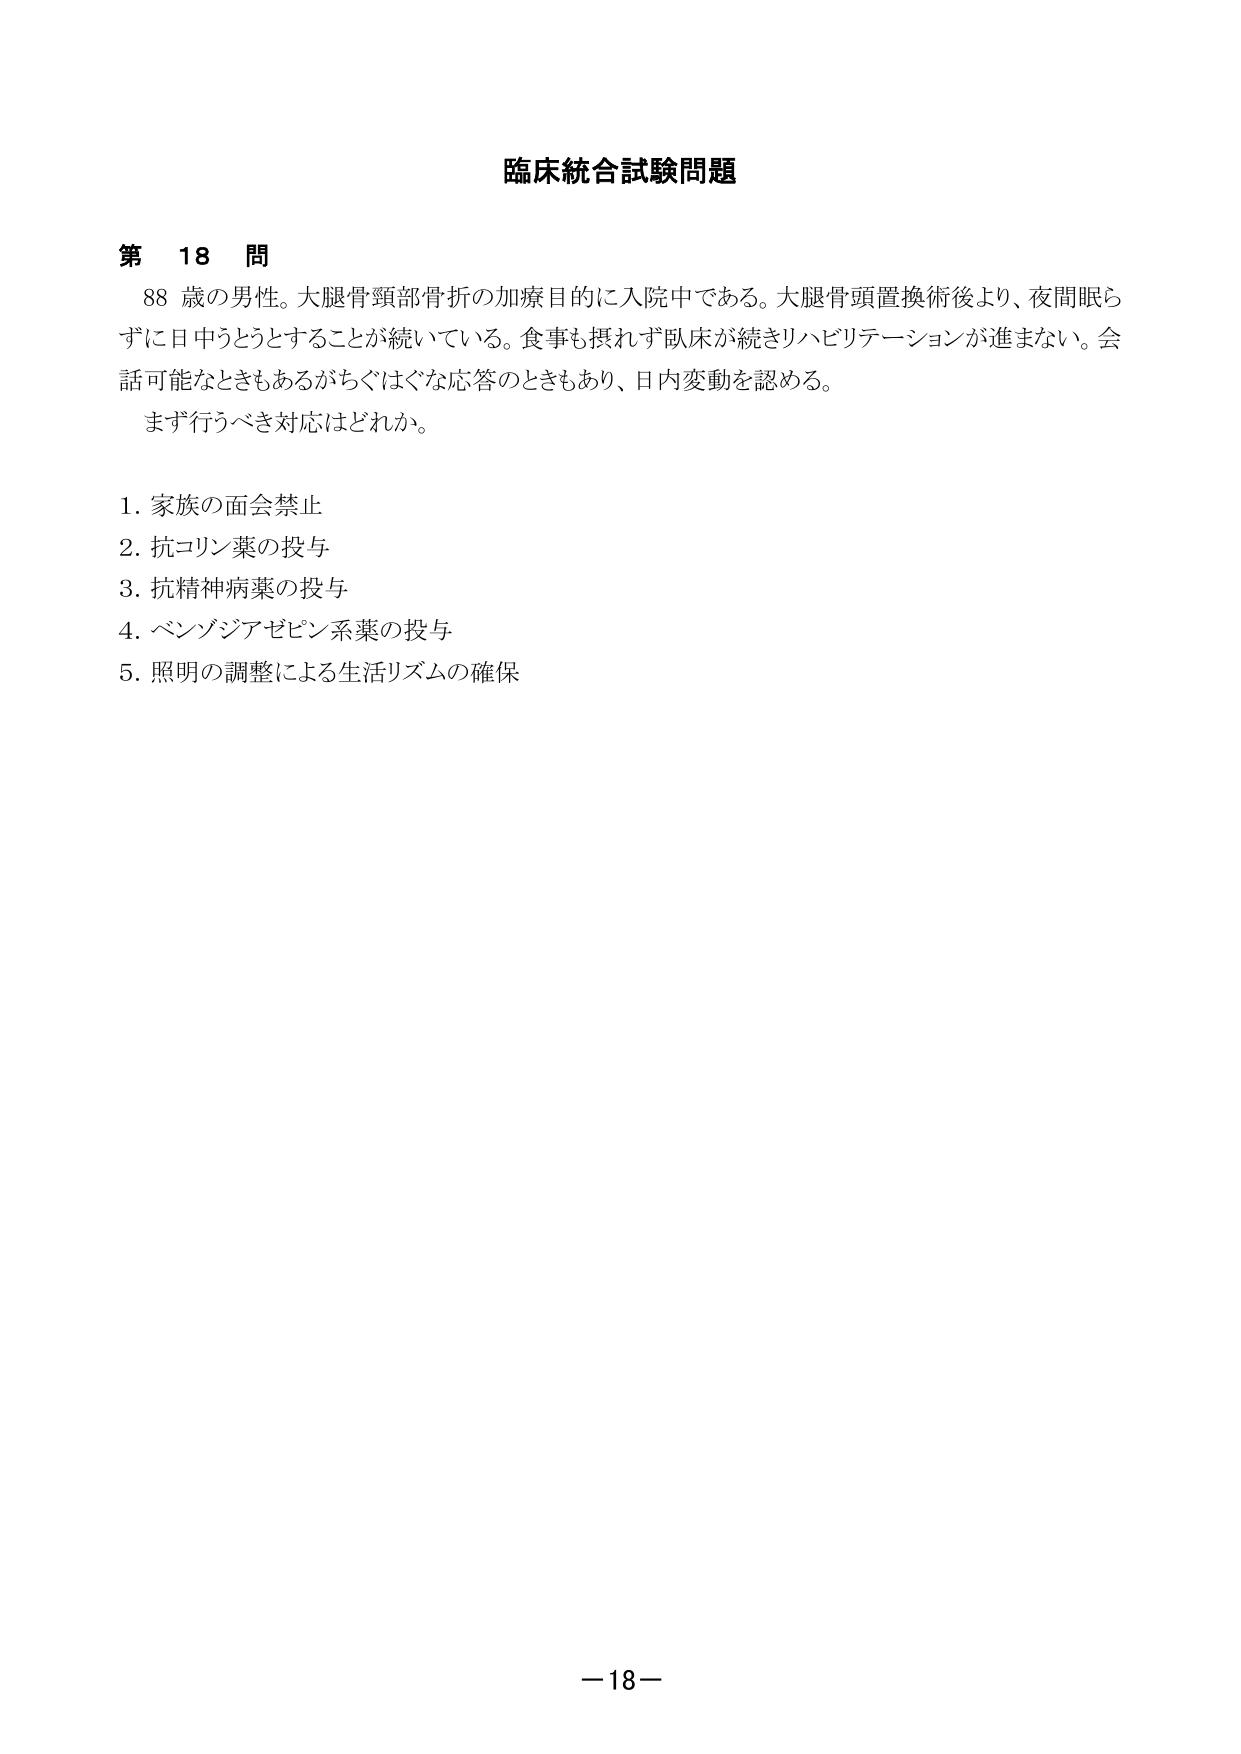 臨床統合試験問題
第 18 問
88 歳の男性。大腿骨頸部骨折の加療目的に入院中である。大腿骨頭置換術後より、夜間眠ら
ずに日中うとうとすることが続いている。食事も摂れず臥床が続きリハビリテーションが進まない。会
話可能なときもあるがちぐはぐな応答のときもあり、日内変動を認める。
まず行うべき対応はどれか。
1. 家族の面会禁止
2. 抗コリン薬の投与
3. 抗精神病薬の投与
4. ベンゾジアゼピン系薬の投与
5. 照明の調整による生活リズムの確保
―18―